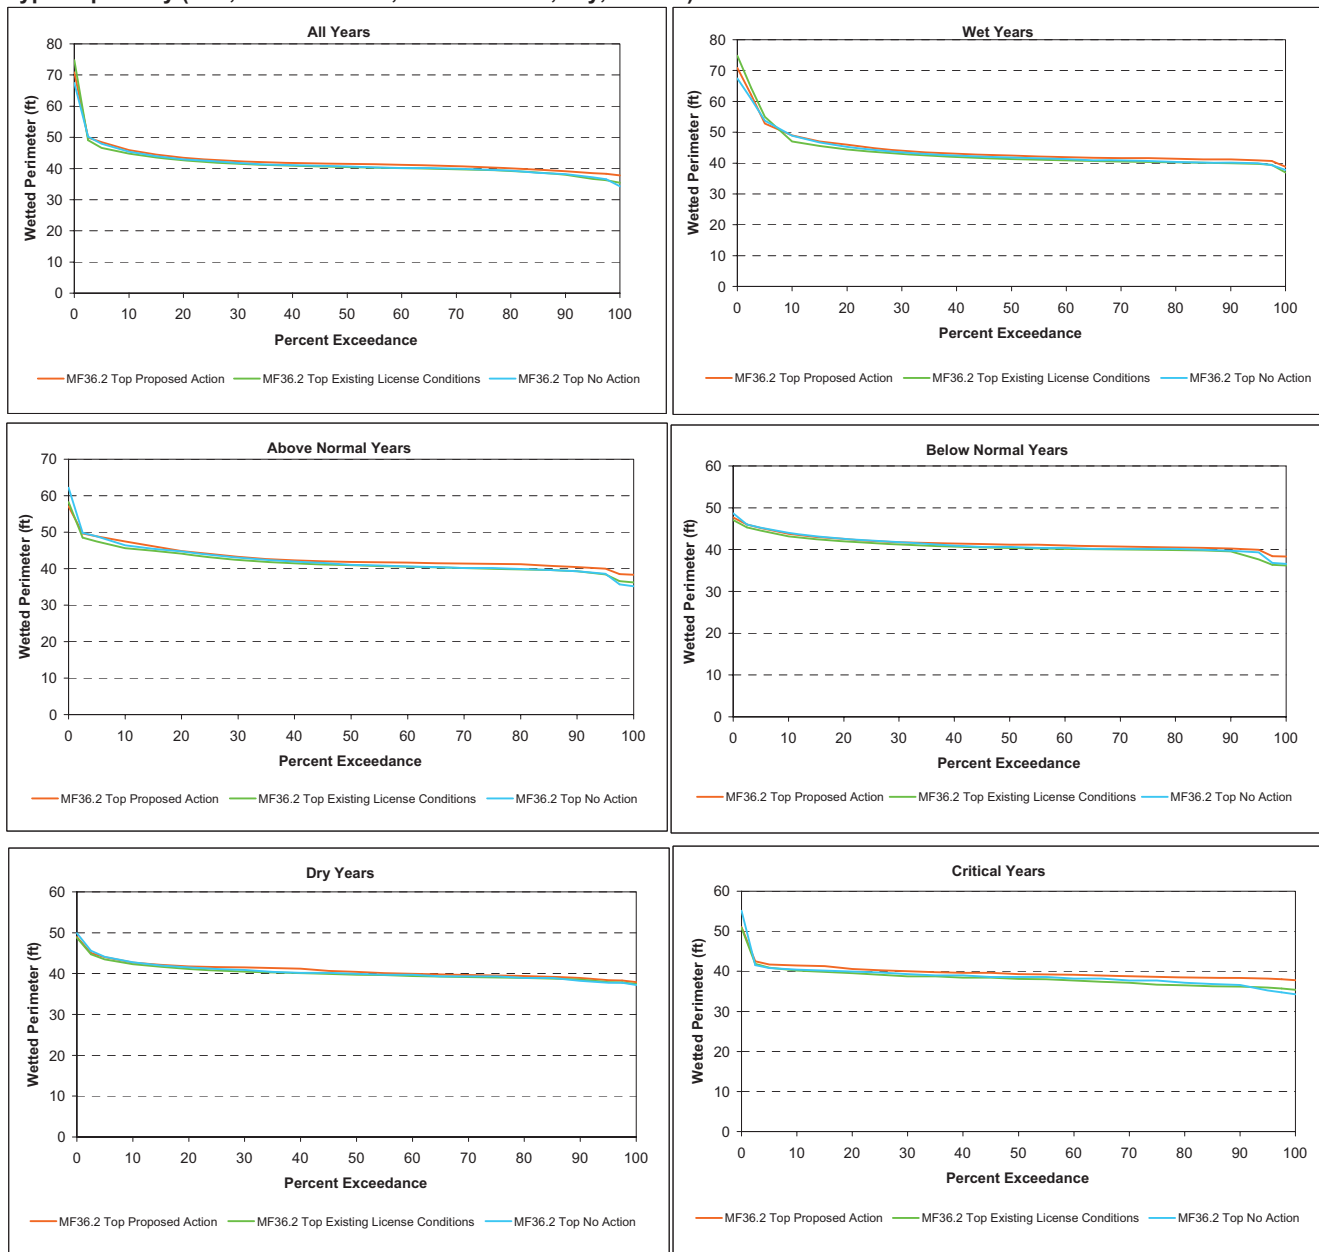 All Years
80
70
60
50
40
30
20
10
0
Wetted Perimeter (ft)
0 10 20 30 40 50 60 70 80 90 100
Percent Exceedance
MF36.2 Top Proposed Action MF36.2 Top Existing License Conditions MF36.2 Top No Action
Wet Years
80
70
60
50
40
30
20
10
0
Wetted Perimeter (ft)
0 10 20 30 40 50 60 70 80 90 100
Percent Exceedance
MF36.2 Top Proposed Action MF36.2 Top Existing License Conditions MF36.2 Top No Action
Above Normal Years
70
60
50
40
30
20
10
0
Wetted Perimeter (ft)
0 10 20 30 40 50 60 70 80 90 100
Percent Exceedance
MF36.2 Top Proposed Action MF36.2 Top Existing License Conditions MF36.2 Top No Action
Below Normal Years
60
50
40
30
20
10
0
Wetted Perimeter (ft)
0 10 20 30 40 50 60 70 80 90 100
Percent Exceedance
MF36.2 Top Proposed Action MF36.2 Top Existing License Conditions MF36.2 Top No Action
Dry Years
60
50
40
30
20
10
0
Wetted Perimeter (ft)
0 10 20 30 40 50 60 70 80 90 100
Percent Exceedance
MF36.2 Top Proposed Action MF36.2 Top Existing License Conditions MF36.2 Top No Action
Critical Years
60
50
40
30
20
10
0
Wetted Perimeter (ft)
0 10 20 30 40 50 60 70 80 90 100
Percent Exceedance
MF36.2 Top Proposed Action MF36.2 Top Existing License Conditions MF36.2 Top No Action